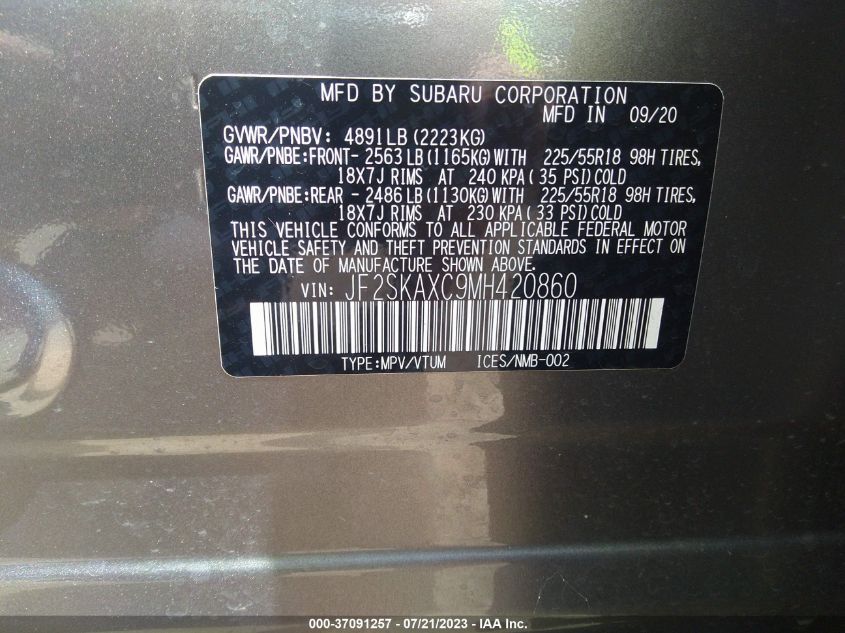 MFD BY SUBARU CORPORATION
MFD IN 09/20
GVWR/PNBV: 4891LB(2223KG)
GAWR/PNBE:FRONT- 2563LB(1165KG)WITH 225/55R18 98H TIRES,
18X7J RIMS AT 240 KPA(35 PSI)COLD
GAWR/PNBE:REAR - 2486LB(1130KG)WITH 225/55R18 98H TIRES,
18X7J RIMS AT 230 KPA(33 PSI)COLD
THIS VEHICLE CONFORMS TO ALL APPLICABLE FEDERAL MOTOR
VEHICLE SAFETY AND THEFT PREVENTION STANDARDS IN EFFECT ON
THE DATE OF MANUFACTURE SHOWN ABOVE.
VIN: JF2SKAXC9MH420860
TYPE:MPV/VTUM ICES/NMB-002
000-37091257 - 07/21/2023 - IAA Inc.